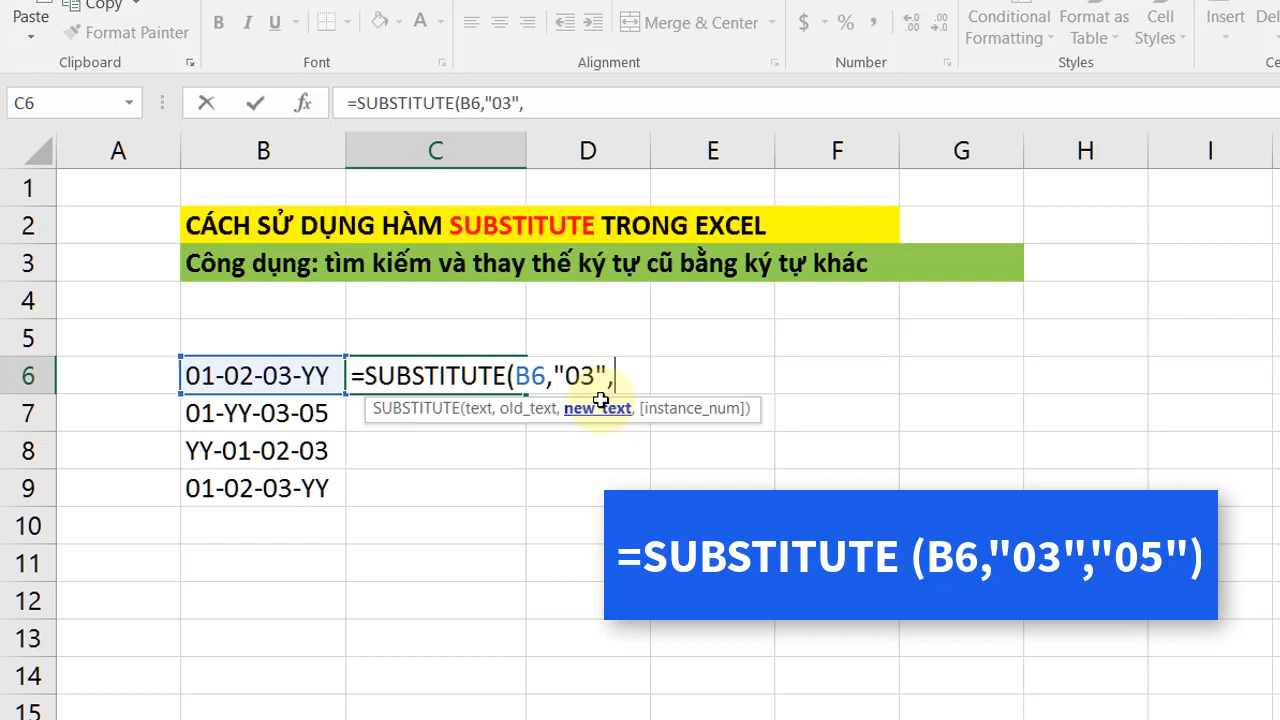 Paste
Copy
Format Painter
Clipboard
B I U
A
Font
Merge & Center
Alignment
$ % ,
Number
Conditional Formatting
Format as Table
Cell Styles
Styles
Insert
C6
=SUBSTITUTE(B6,"03",
A B C D E F G H I
1
2 CÁCH SỬ DỤNG HÀM SUBSTITUTE TRONG EXCEL
3 Công dụng: tìm kiếm và thay thế ký tự cũ bằng ký tự khác
4
5
6 01-02-03-YY =SUBSTITUTE(B6,"03",
SUBSTITUTE(text, old_text, new_text, [instance_num])
7 01-YY-03-05
8 YY-01-02-03
9 01-02-03-YY
10
=SUBSTITUTE (B6,"03","05")
11
12
13
14
15